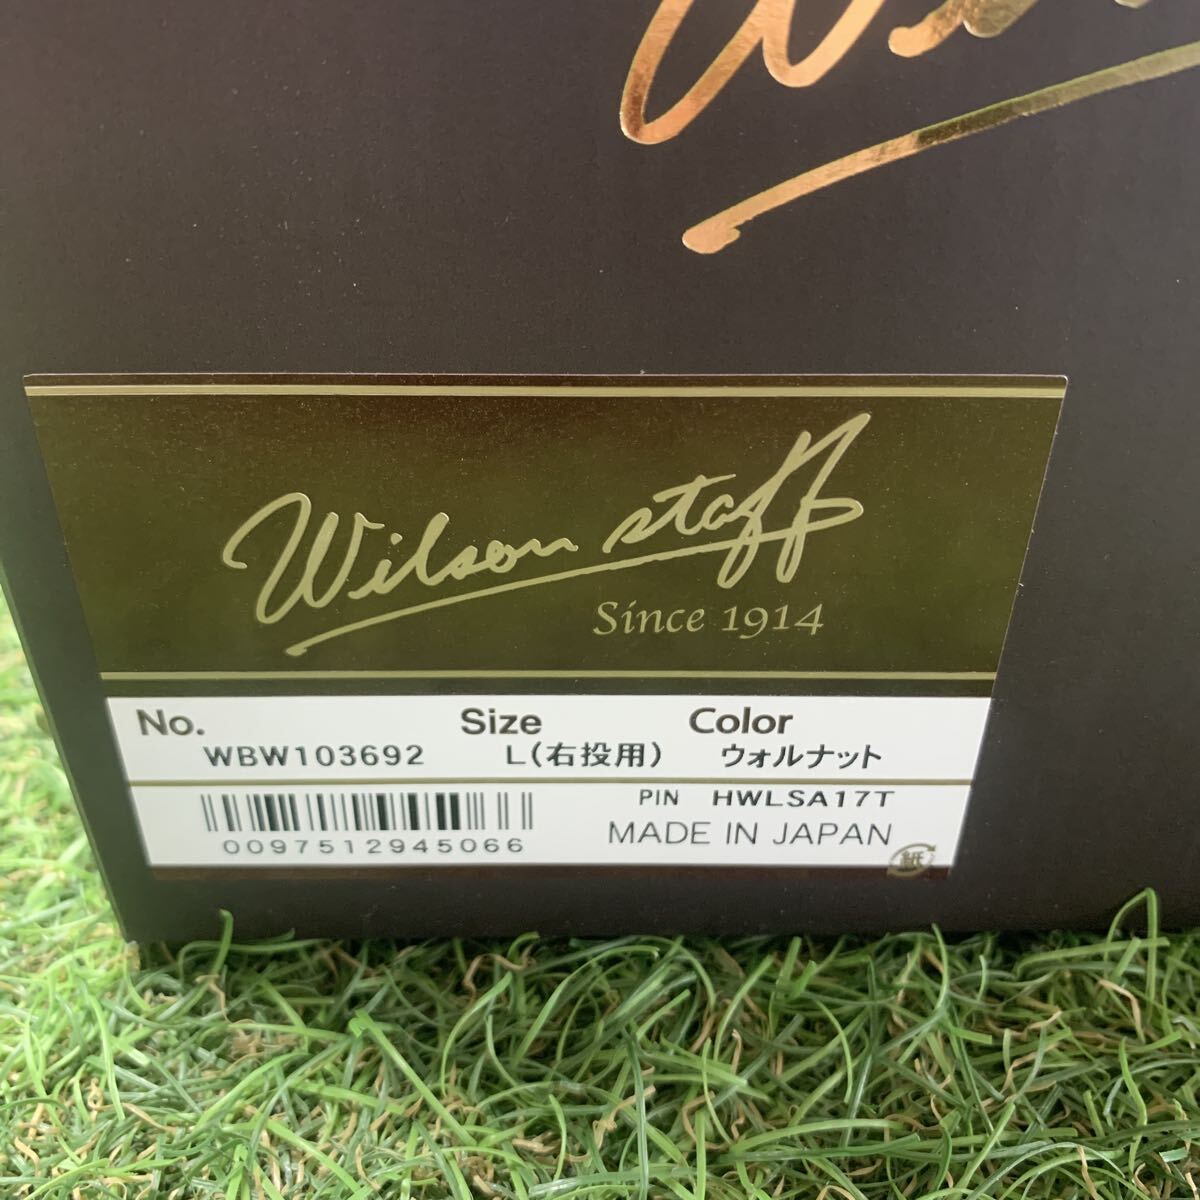 Wilson staff
Since 1914
No. Size Color
WBW103692 L(右投用) ウォルナット
PIN HWLSA17T
0097512945066 MADE IN JAPAN
紙